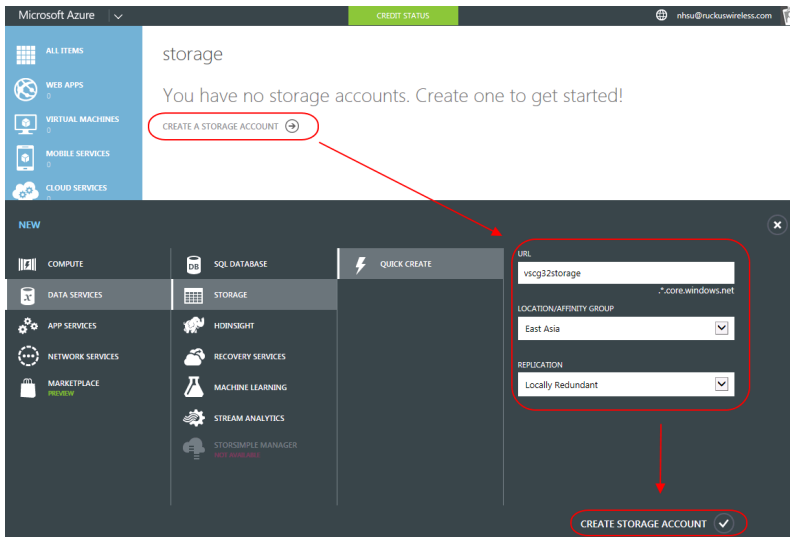 Microsoft Azure
CREDIT STATUS
nhsu@ruckuswireless.com
ALL ITEMS
WEB APPS
0
VIRTUAL MACHINES
0
MOBILE SERVICES
0
CLOUD SERVICES
0
storage
You have no storage accounts. Create one to get started!
CREATE A STORAGE ACCOUNT
NEW
COMPUTE
DATA SERVICES
APP SERVICES
NETWORK SERVICES
MARKETPLACE
PREVIEW
DB
SQL DATABASE
STORAGE
HDINSIGHT
RECOVERY SERVICES
MACHINE LEARNING
STREAM ANALYTICS
STORSIMPLE MANAGER
NOT AVAILABLE
QUICK CREATE
URL
vscg32storage
.*.core.windows.net
LOCATION/AFFINITY GROUP
East Asia
REPLICATION
Locally Redundant
CREATE STORAGE ACCOUNT